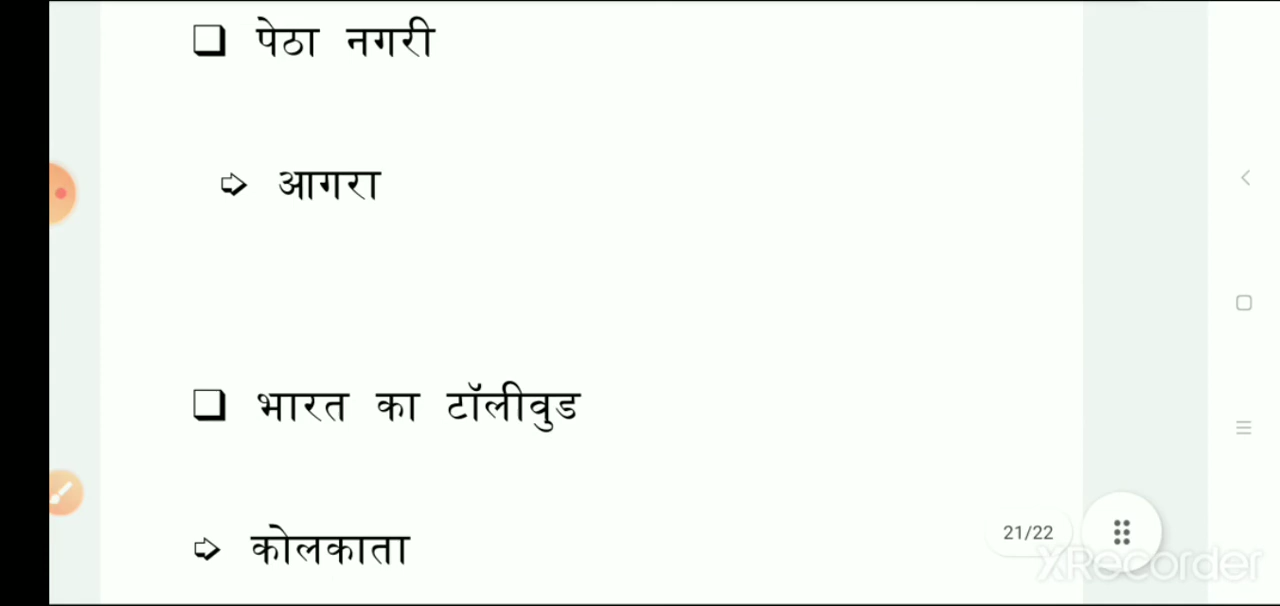 ❑ पेठा नगरी
➩ आगरा
❑ भारत का टॉलीवुड
➩ कोलकाता
21/22
XRecorder